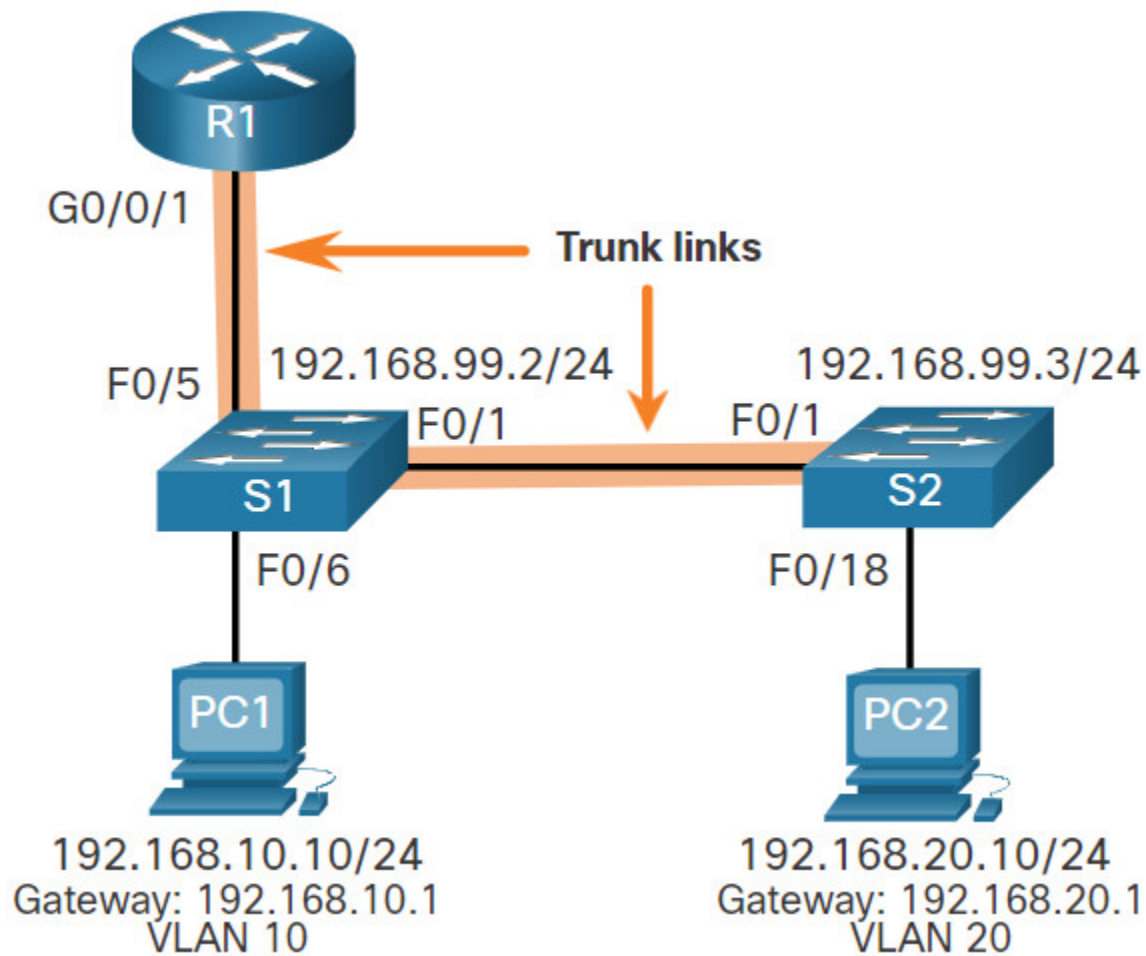 R1
G0/0/1
Trunk links
F0/5
192.168.99.2/24
192.168.99.3/24
F0/1
F0/1
S1
S2
F0/6
F0/18
PC1
PC2
192.168.10.10/24
Gateway: 192.168.10.1
VLAN 10
192.168.20.10/24
Gateway: 192.168.20.1
VLAN 20